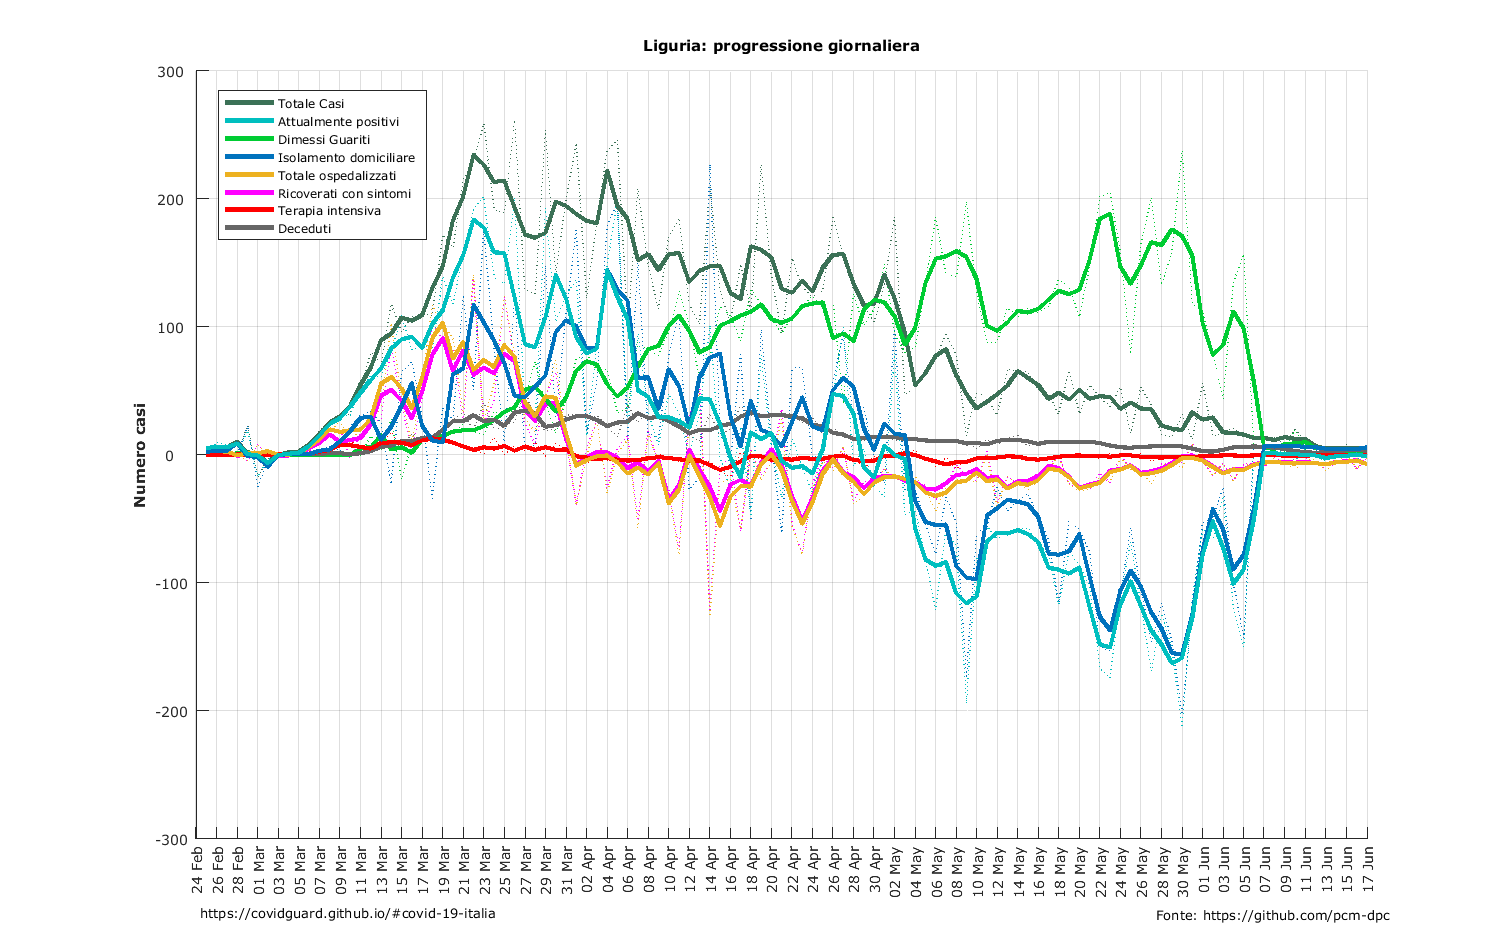 Liguria: progressione giornaliera
300
200
100
0
-100
-200
-300
Numero casi
Totale Casi
Attualmente positivi
Dimessi Guariti
Isolamento domiciliare
Totale ospedalizzati
Ricoverati con sintomi
Terapia intensiva
Deceduti
24 Feb
26 Feb
28 Feb
01 Mar
03 Mar
05 Mar
07 Mar
09 Mar
11 Mar
13 Mar
15 Mar
17 Mar
19 Mar
21 Mar
23 Mar
25 Mar
27 Mar
29 Mar
31 Mar
02 Apr
04 Apr
06 Apr
08 Apr
10 Apr
12 Apr
14 Apr
16 Apr
18 Apr
20 Apr
22 Apr
24 Apr
26 Apr
28 Apr
30 Apr
02 May
04 May
06 May
08 May
10 May
12 May
14 May
16 May
18 May
20 May
22 May
24 May
26 May
28 May
30 May
01 Jun
03 Jun
05 Jun
07 Jun
09 Jun
11 Jun
13 Jun
15 Jun
17 Jun
https://covidguard.github.io/#covid-19-italia
Fonte: https://github.com/pcm-dpc